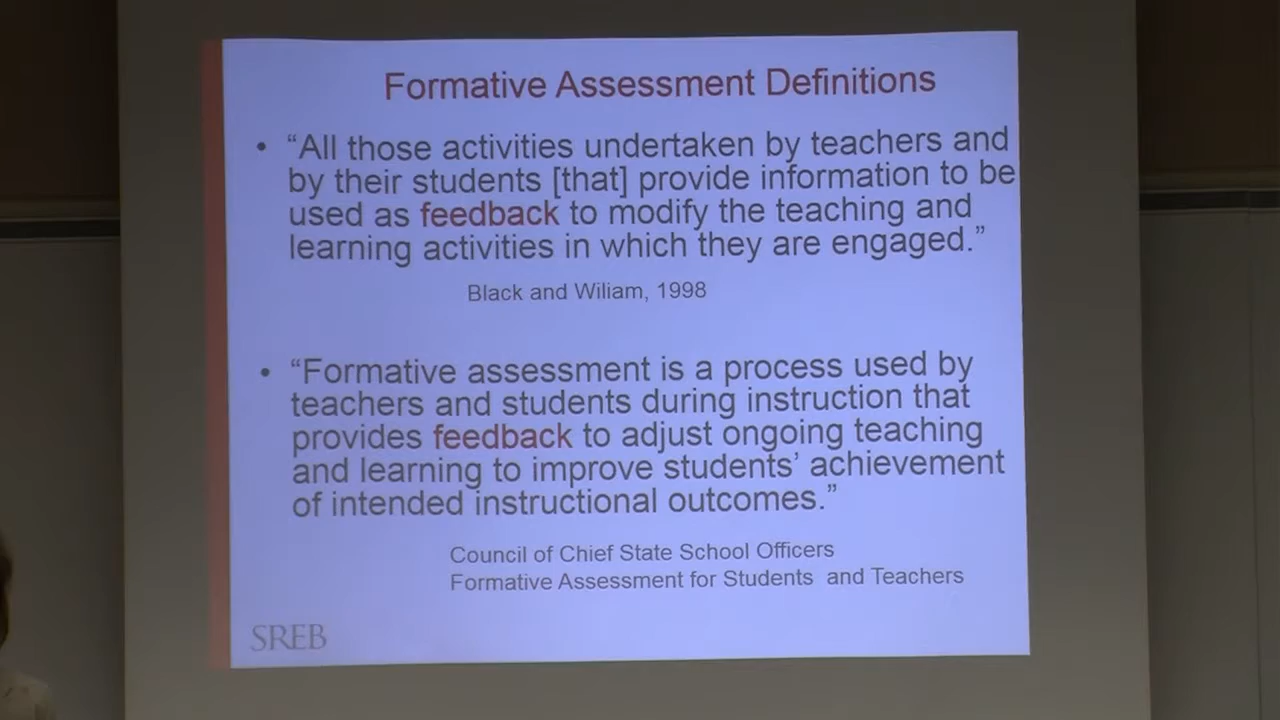 Formative Assessment Definitions
• “All those activities undertaken by teachers and
by their students [that] provide information to be
used as feedback to modify the teaching and
learning activities in which they are engaged.”
Black and Wiliam, 1998
• “Formative assessment is a process used by
teachers and students during instruction that
provides feedback to adjust ongoing teaching
and learning to improve students’ achievement
of intended instructional outcomes.”
Council of Chief State School Officers
Formative Assessment for Students and Teachers
SREB